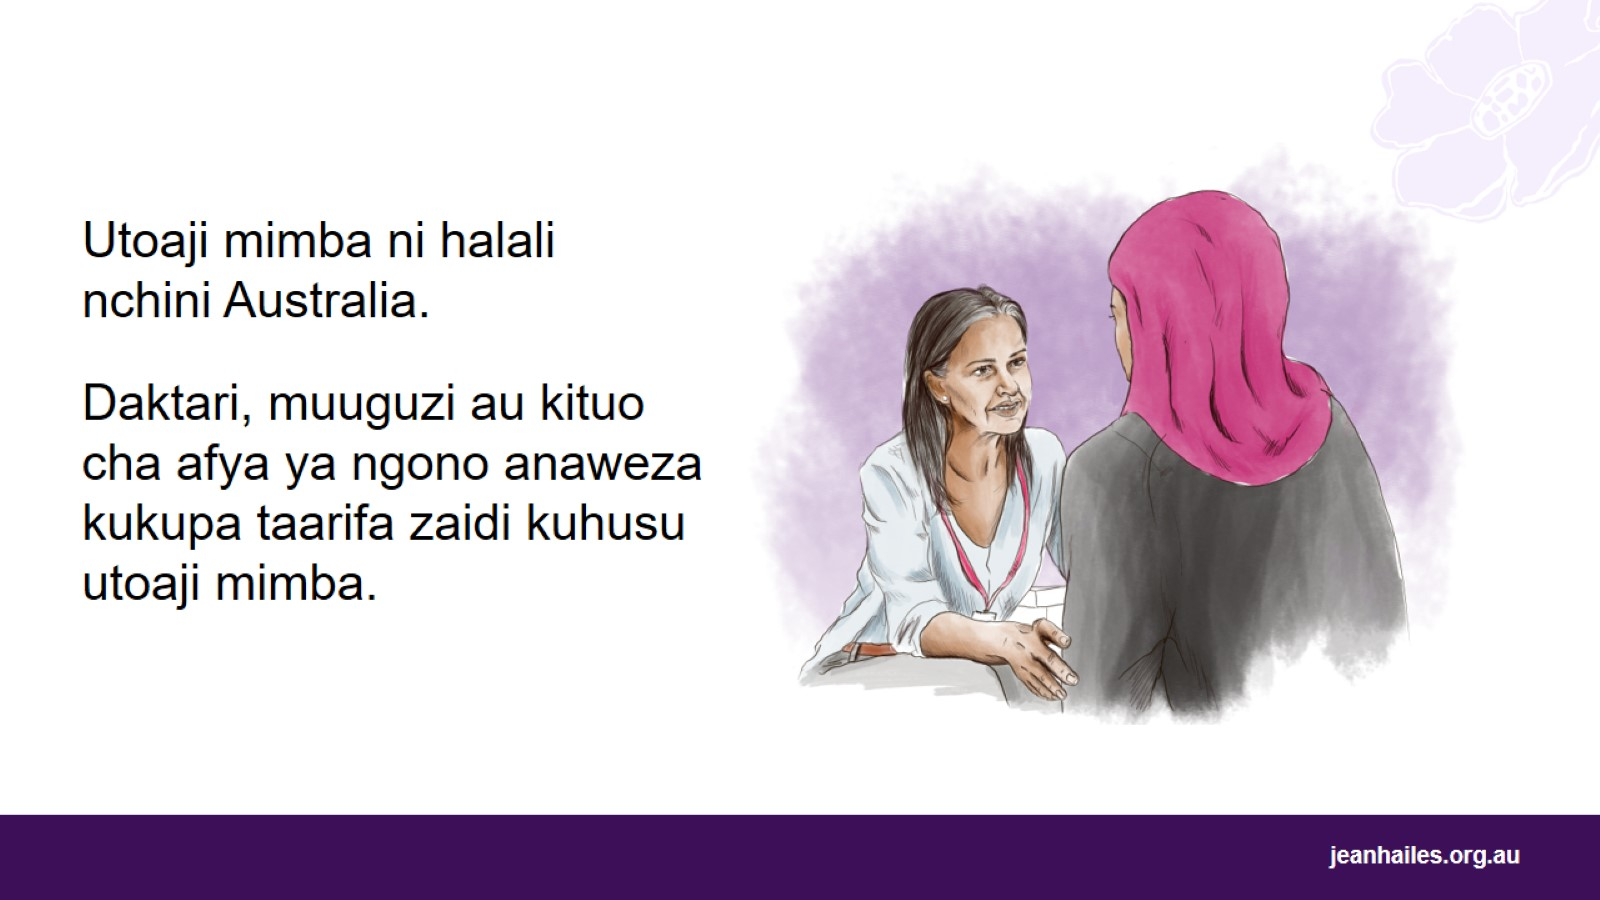 Utoaji mimba ni halali
nchini Australia.
Daktari, muuguzi au kituo
cha afya ya ngono anaweza
kukupa taarifa zaidi kuhusu
utoaji mimba.
jeanhailes.org.au